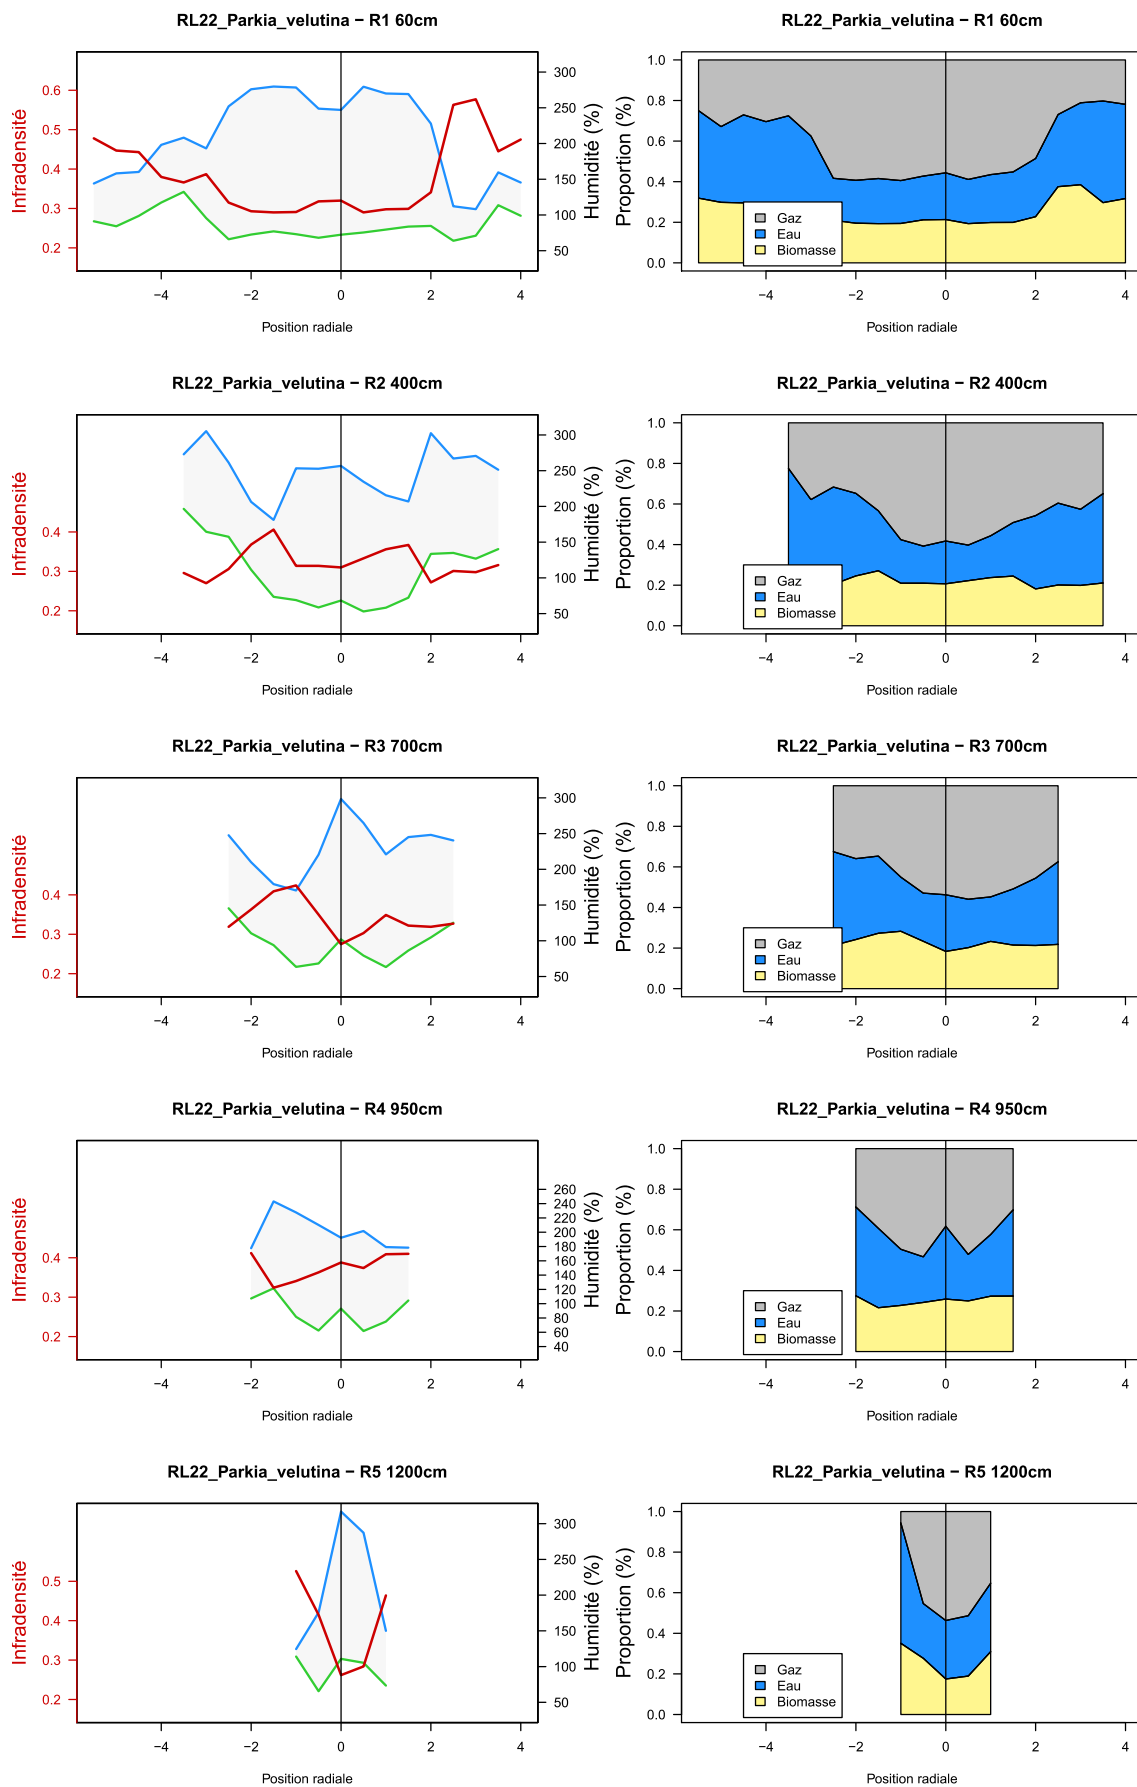 RL22_Parkia_velutina − R1 60cm
Infradensité
0.6
0.5
0.4
0.3
0.2
300
250
200
150
100
50
Humidité (%)
−4 −2 0 2 4
Position radiale
RL22_Parkia_velutina − R1 60cm
Proportion (%)
1.0
0.8
0.6
0.4
0.2
0.0
Gaz
Eau
Biomasse
−4 −2 0 2 4
Position radiale
RL22_Parkia_velutina − R2 400cm
Infradensité
0.4
0.3
0.2
300
250
200
150
100
50
Humidité (%)
−4 −2 0 2 4
Position radiale
RL22_Parkia_velutina − R2 400cm
Proportion (%)
1.0
0.8
0.6
0.4
0.2
0.0
Gaz
Eau
Biomasse
−4 −2 0 2 4
Position radiale
RL22_Parkia_velutina − R3 700cm
Infradensité
0.4
0.3
0.2
300
250
200
150
100
50
Humidité (%)
−4 −2 0 2 4
Position radiale
RL22_Parkia_velutina − R3 700cm
Proportion (%)
1.0
0.8
0.6
0.4
0.2
0.0
Gaz
Eau
Biomasse
−4 −2 0 2 4
Position radiale
RL22_Parkia_velutina − R4 950cm
Infradensité
0.4
0.3
0.2
260
220
200
180
160
140
120
100
80
60
40
Humidité (%)
−4 −2 0 2 4
Position radiale
RL22_Parkia_velutina − R4 950cm
Proportion (%)
1.0
0.8
0.6
0.4
0.2
0.0
Gaz
Eau
Biomasse
−4 −2 0 2 4
Position radiale
RL22_Parkia_velutina − R5 1200cm
Infradensité
0.5
0.4
0.3
0.2
300
250
200
150
100
50
Humidité (%)
−4 −2 0 2 4
Position radiale
RL22_Parkia_velutina − R5 1200cm
Proportion (%)
1.0
0.8
0.6
0.4
0.2
0.0
Gaz
Eau
Biomasse
−4 −2 0 2 4
Position radiale